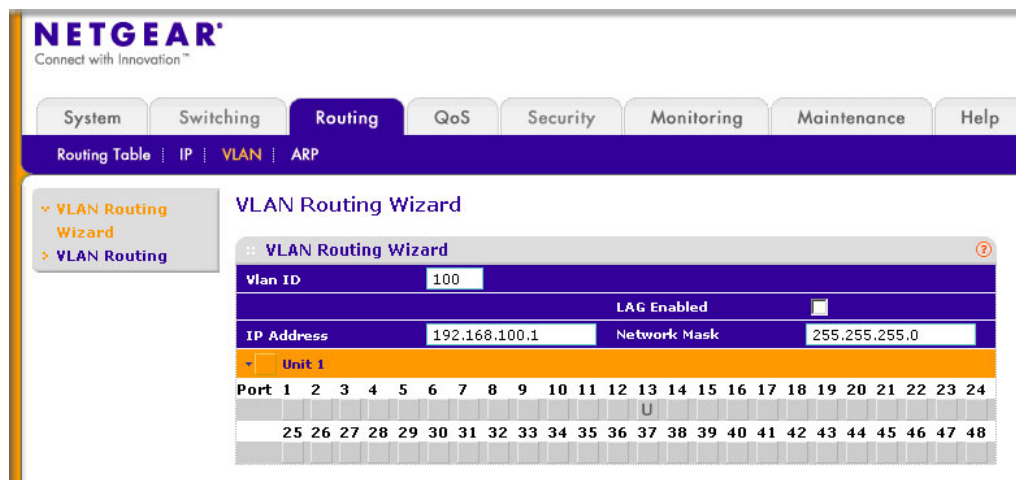 NETGEAR®
Connect with Innovation™
System Switching Routing QoS Security Monitoring Maintenance Help
Routing Table IP VLAN ARP
VLAN Routing Wizard
VLAN Routing
VLAN Routing Wizard
VLAN Routing Wizard ?
Vlan ID 100
LAG Enabled
IP Address 192.168.100.1 Network Mask 255.255.255.0
Unit 1
Port 1 2 3 4 5 6 7 8 9 10 11 12 13 14 15 16 17 18 19 20 21 22 23 24
U
25 26 27 28 29 30 31 32 33 34 35 36 37 38 39 40 41 42 43 44 45 46 47 48